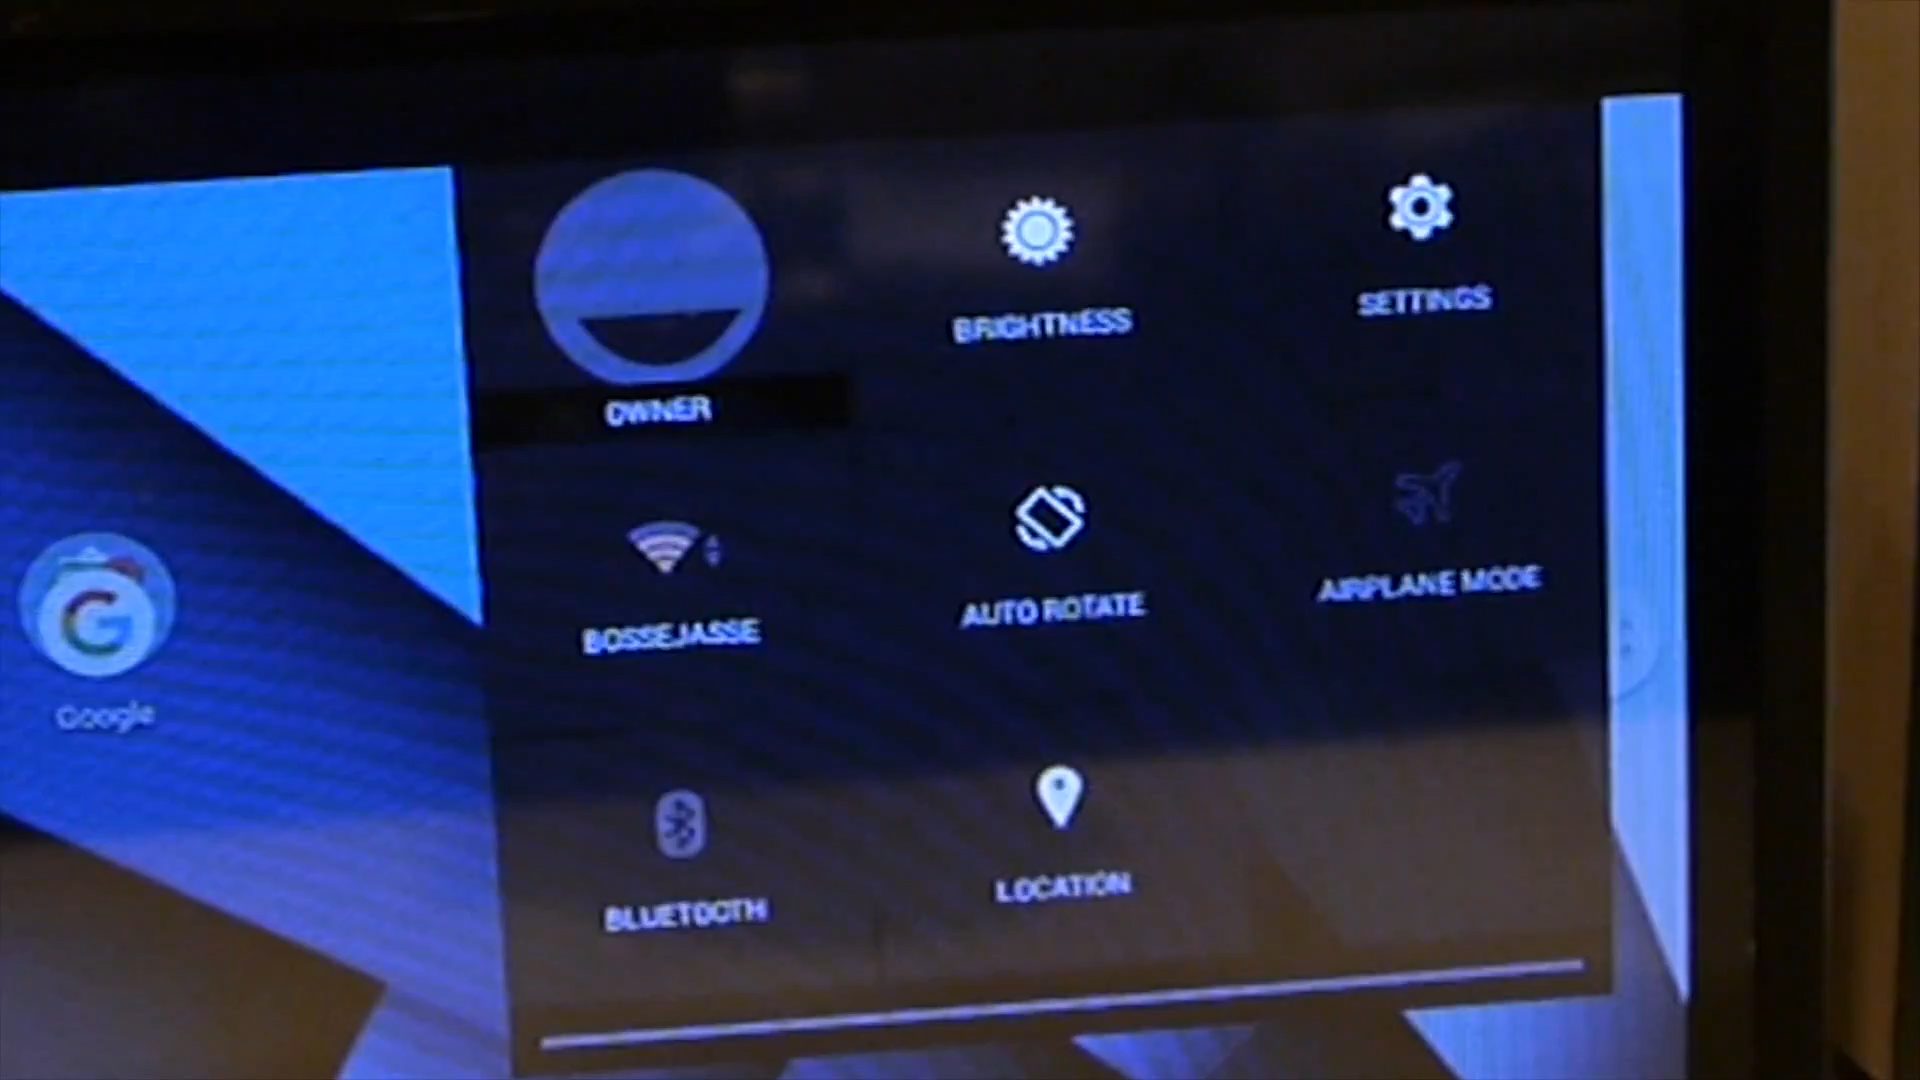 OWNER
BRIGHTNESS
SETTINGS
BOSSEJASSE
AUTO ROTATE
AIRPLANE MODE
G
Google
BLUETOOTH
LOCATION